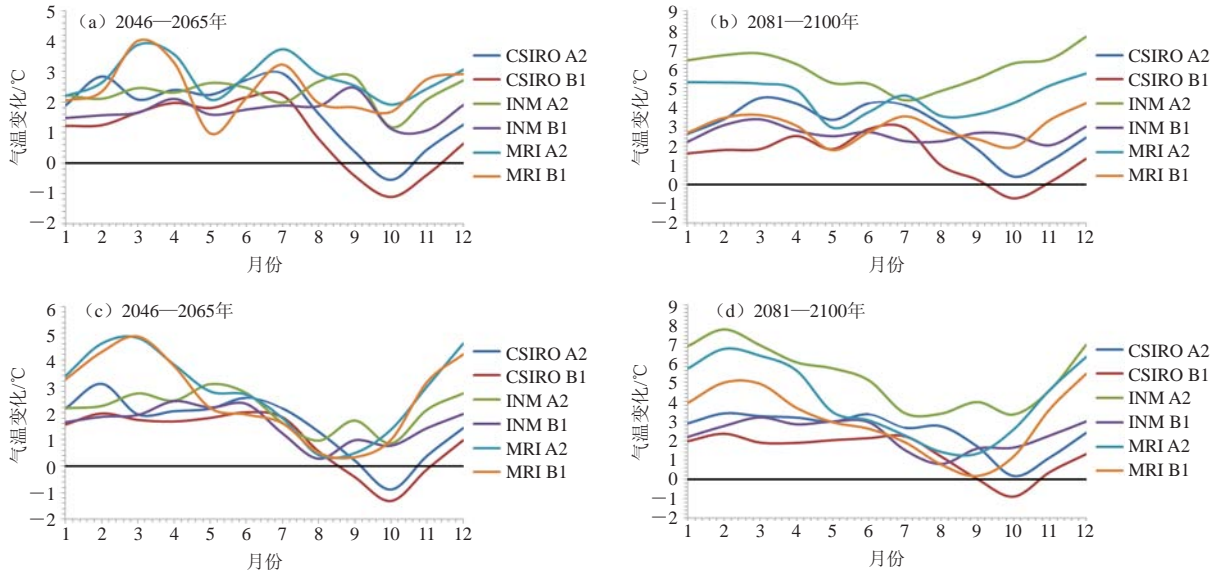 (a) 2046—2065年
气温变化/℃
5
4
3
2
1
0
—1
—2
1 2 3 4 5 6 7 8 9 10 11 12
月份
CSIRO A2
CSIRO B1
INM A2
INM B1
MRI A2
MRI B1
(b) 2081—2100年
气温变化/℃
9
8
7
6
5
4
3
2
1
0
—1
—2
1 2 3 4 5 6 7 8 9 10 11 12
月份
CSIRO A2
CSIRO B1
INM A2
INM B1
MRI A2
MRI B1
(c) 2046—2065年
气温变化/℃
6
5
4
3
2
1
0
—1
—2
1 2 3 4 5 6 7 8 9 10 11 12
月份
CSIRO A2
CSIRO B1
INM A2
INM B1
MRI A2
MRI B1
(d) 2081—2100年
气温变化/℃
9
8
7
6
5
4
3
2
1
0
—1
—2
1 2 3 4 5 6 7 8 9 10 11 12
月份
CSIRO A2
CSIRO B1
INM A2
INM B1
MRI A2
MRI B1